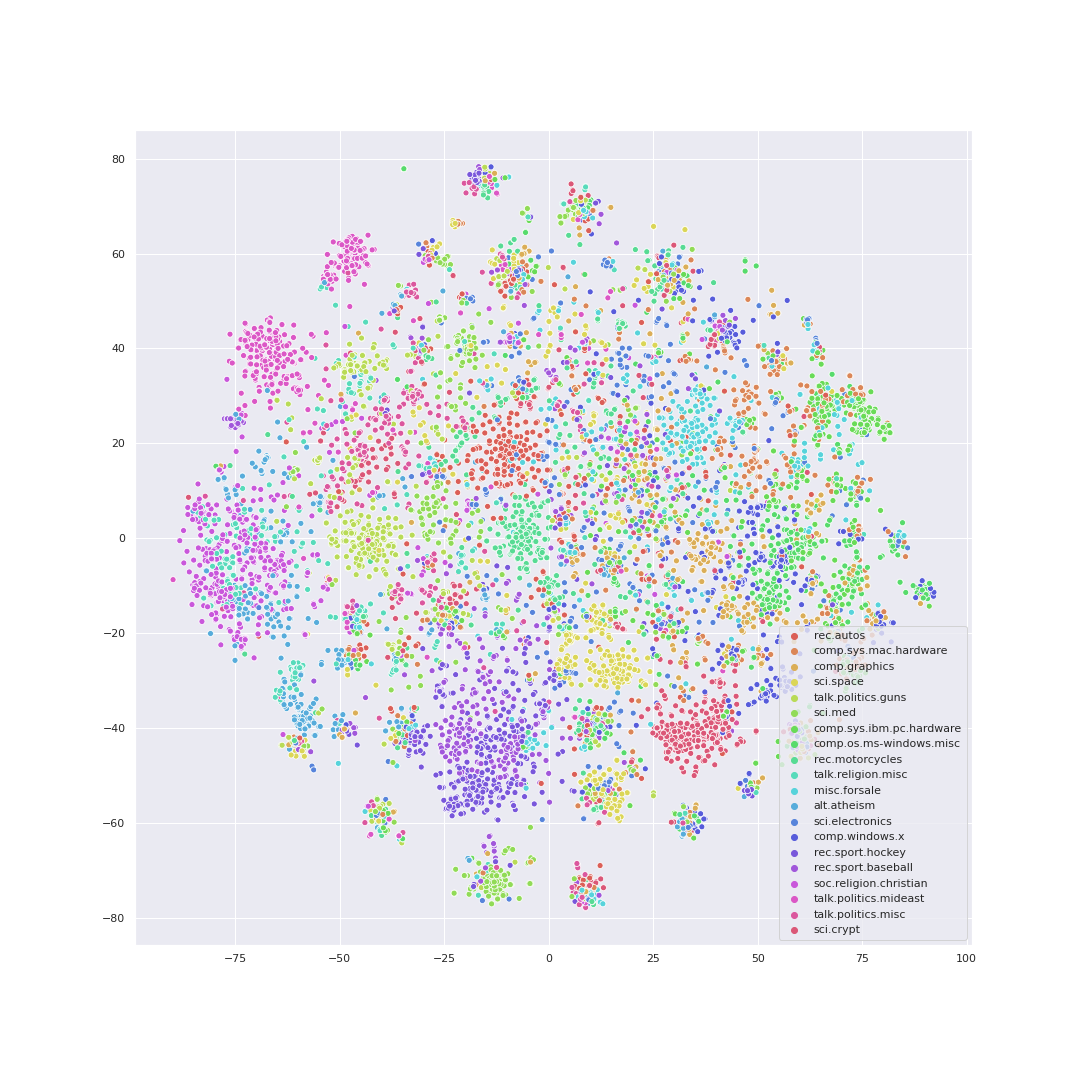 80
60
40
20
0
−20
−40
−60
−80
−75
−50
−25
0
25
50
75
100
rec.autos
comp.sys.mac.hardware
comp.graphics
sci.space
talk.politics.guns
sci.med
comp.sys.ibm.pc.hardware
comp.os.ms-windows.misc
rec.motorcycles
talk.religion.misc
misc.forsale
alt.atheism
sci.electronics
comp.windows.x
rec.sport.hockey
rec.sport.baseball
soc.religion.christian
talk.politics.mideast
talk.politics.misc
sci.crypt